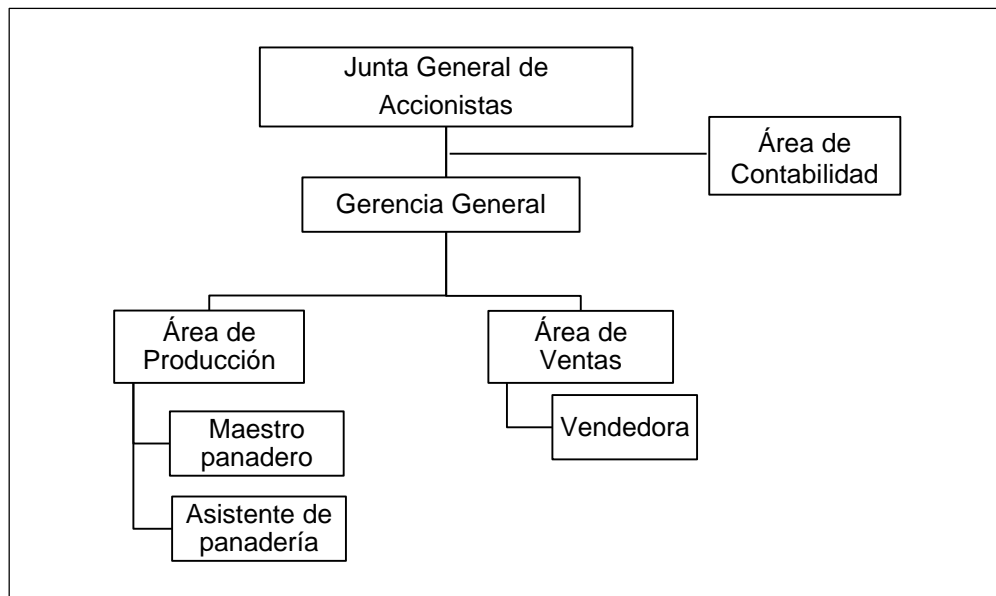 Junta General de
Accionistas
Área de
Contabilidad
Gerencia General
Área de
Producción
Área de
Ventas
Maestro
panadero
Vendedora
Asistente de
panadería